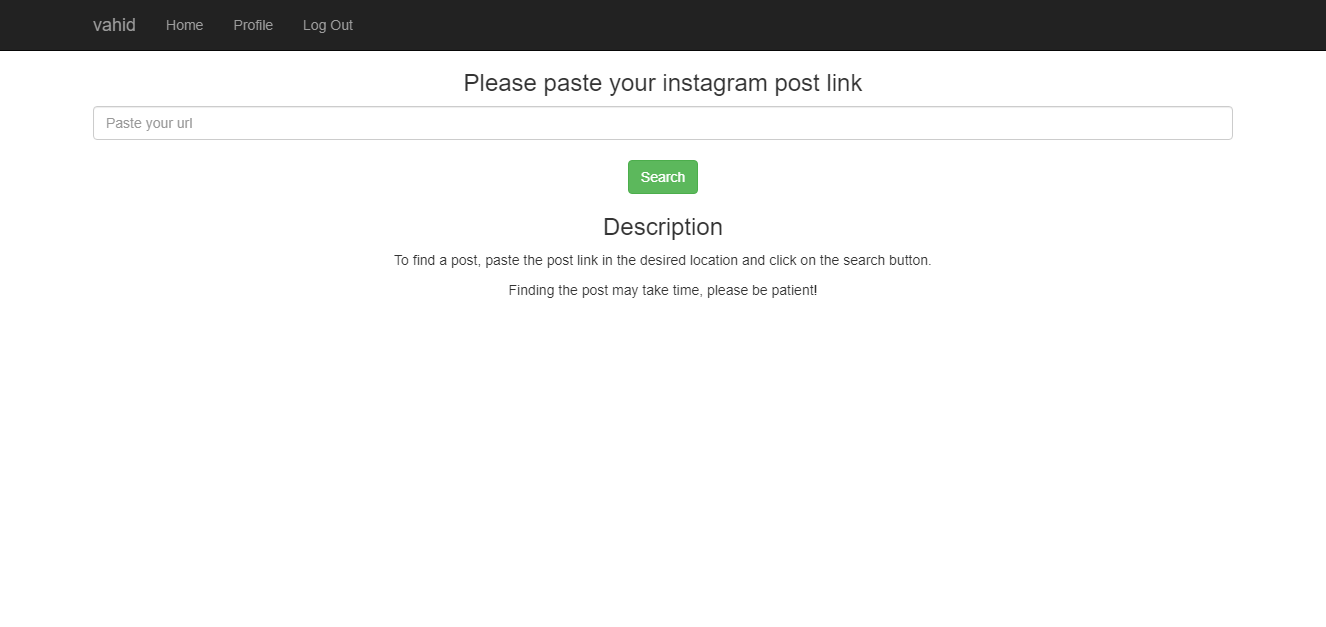 vahid Home Profile Log Out
Please paste your instagram post link
Paste your url
Search
Description
To find a post, paste the post link in the desired location and click on the search button.
Finding the post may take time, please be patient!